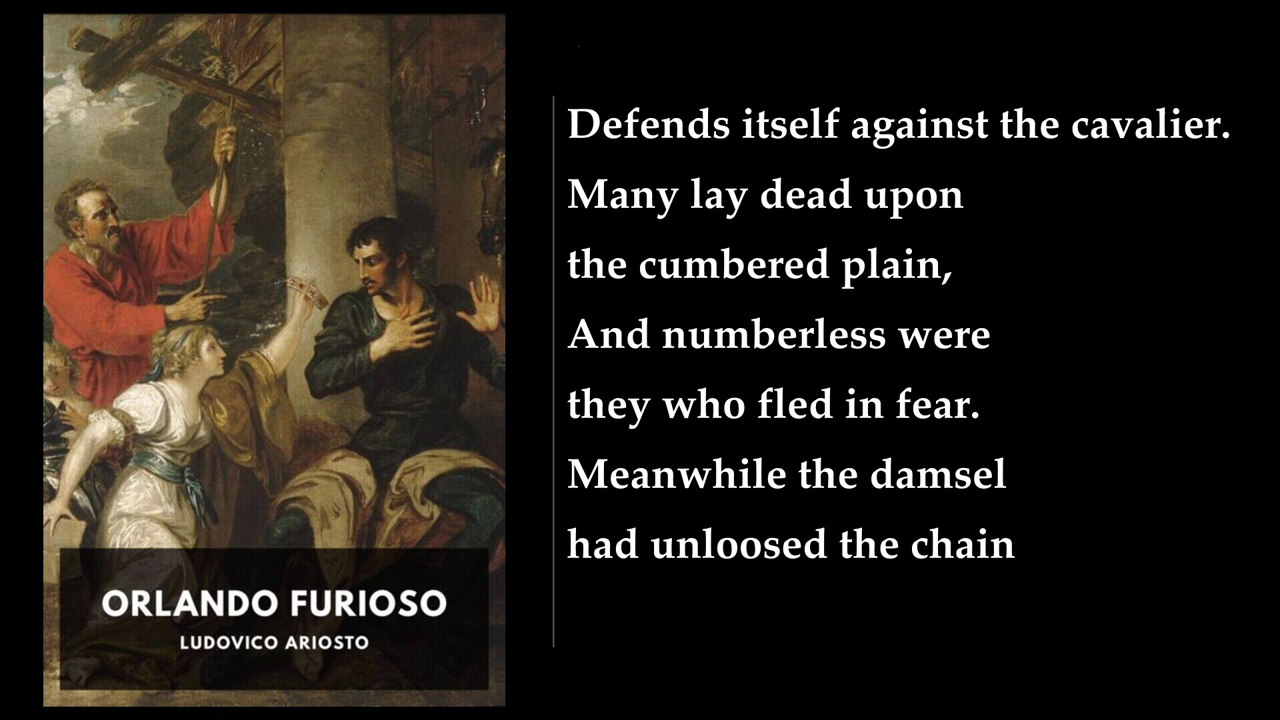 Defends itself against the cavalier.
Many lay dead upon
the cumbered plain,
And numberless were
they who fled in fear.
Meanwhile the damsel
had unloosed the chain
ORLANDO FURIOSO
LUDOVICO ARIOSTO